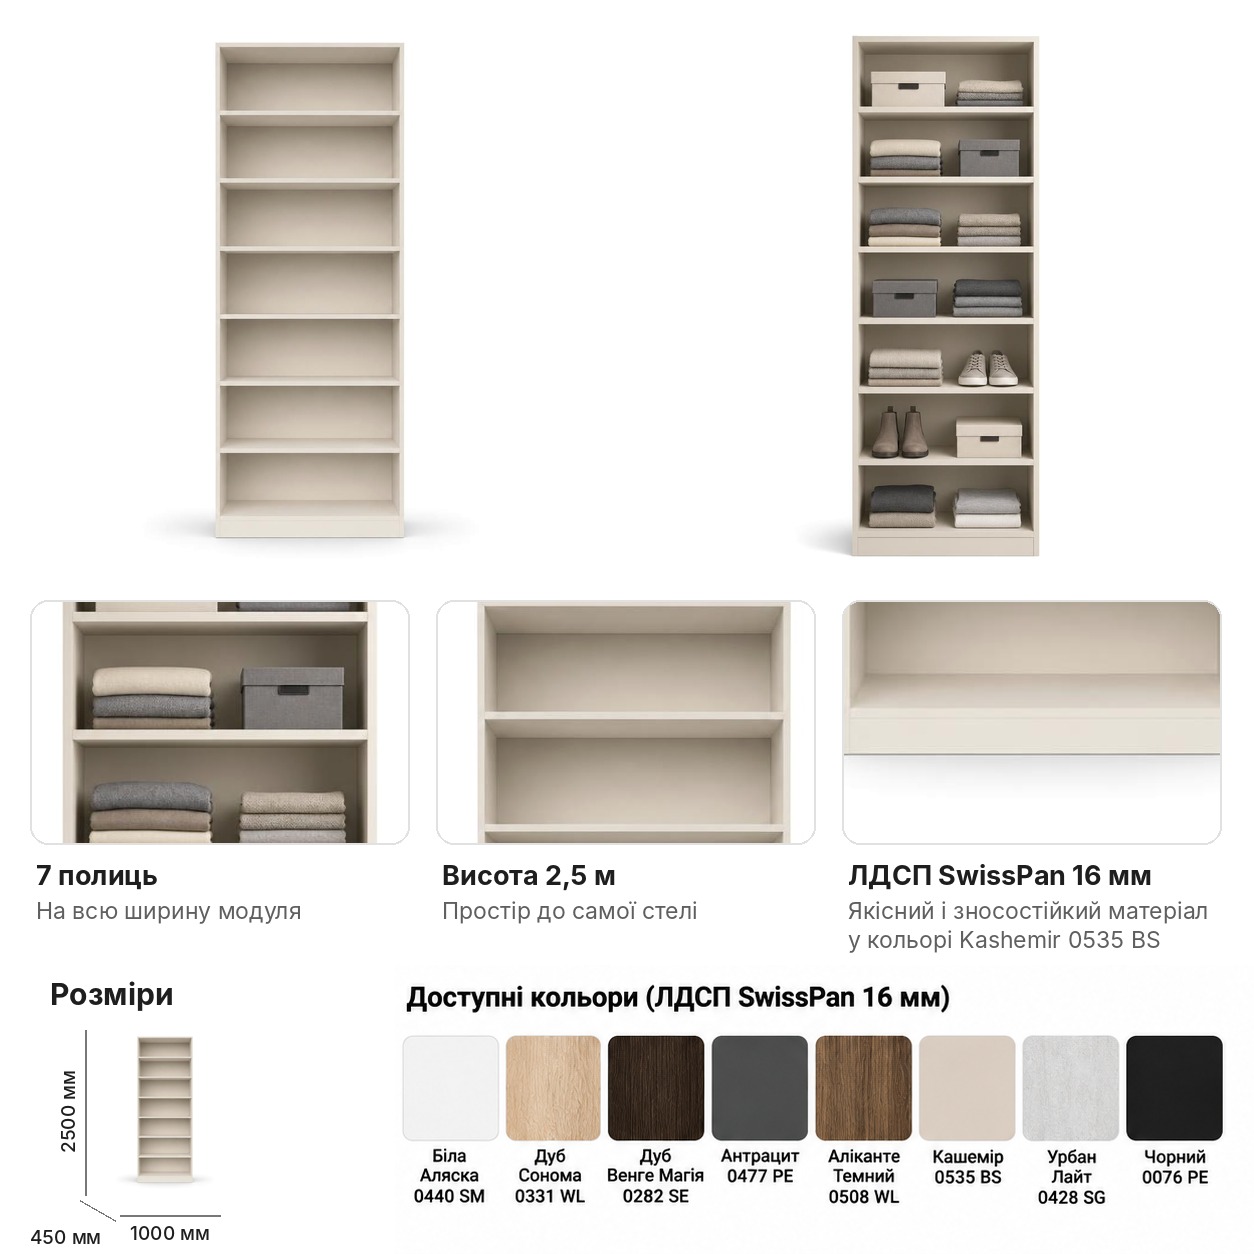 7 полиць
На всю ширину модуля
Висота 2,5 м
Простір до самої стелі
ЛДСП SwissPan 16 мм
Якісний і зносостійкий матеріал
у кольорі Kashemir 0535 BS
Розміри
2500 мм
450 мм
1000 мм
Доступні кольори (ЛДСП SwissPan 16 мм)
Біла
Аляска
0440 SM
Дуб
Сонома
0331 WL
Дуб
Венге Магія
0282 SE
Антрацит
0477 PE
Аліканте
Темний
0508 WL
Кашемір
0535 BS
Урбан
Лайт
0428 SG
Чорний
0076 PE